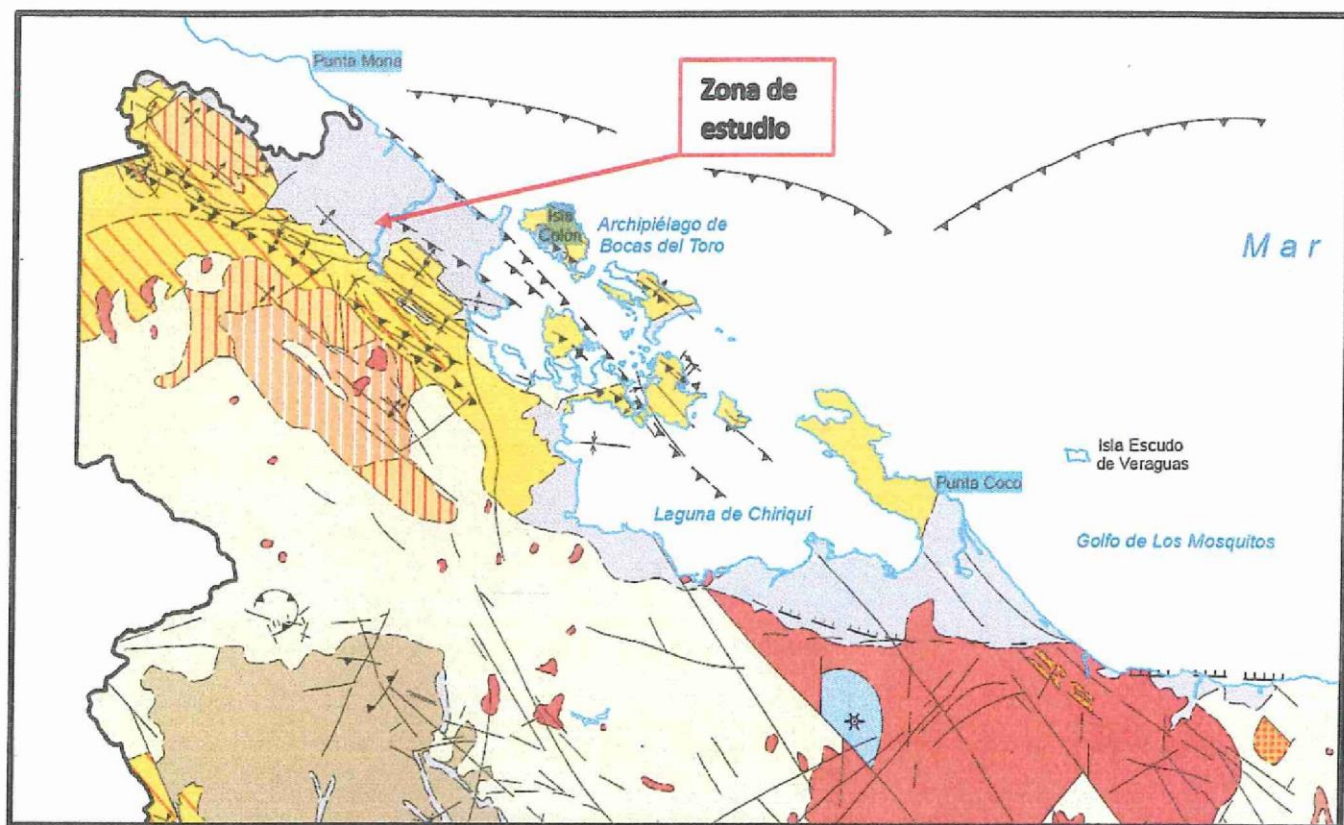 Punta Mona
Zona de
estudio
Isla
Colón
Archipiélago de
Bocas del Toro
Mar
Isla Escudo
de Veraguas
Punta Coco
Laguna de Chiriquí
Golfo de Los Mosquitos